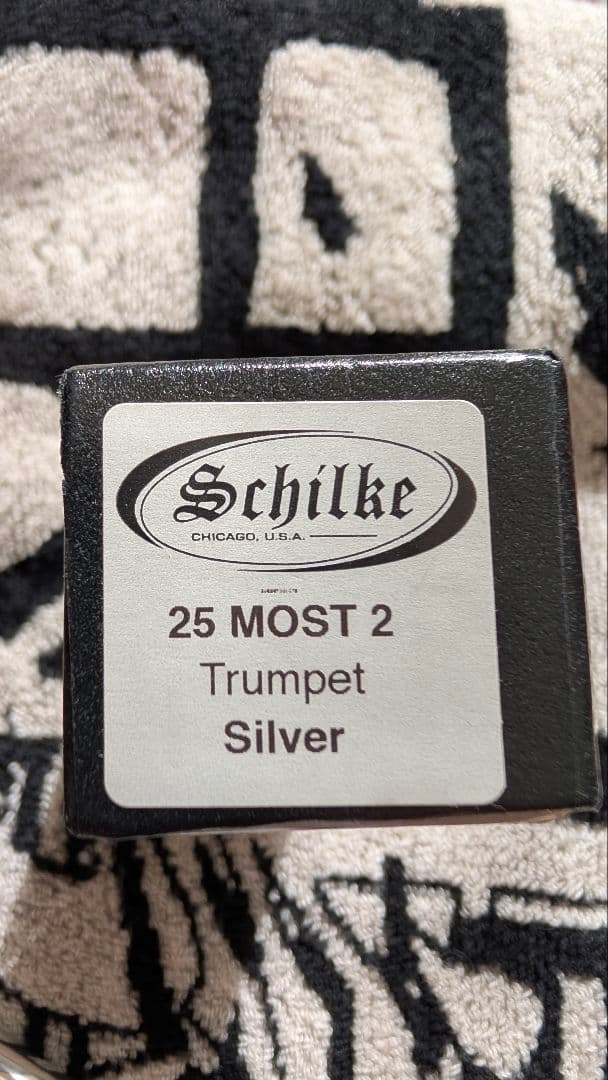 Schilke
CHICAGO, U.S.A.
25 MOST 2
Trumpet
Silver